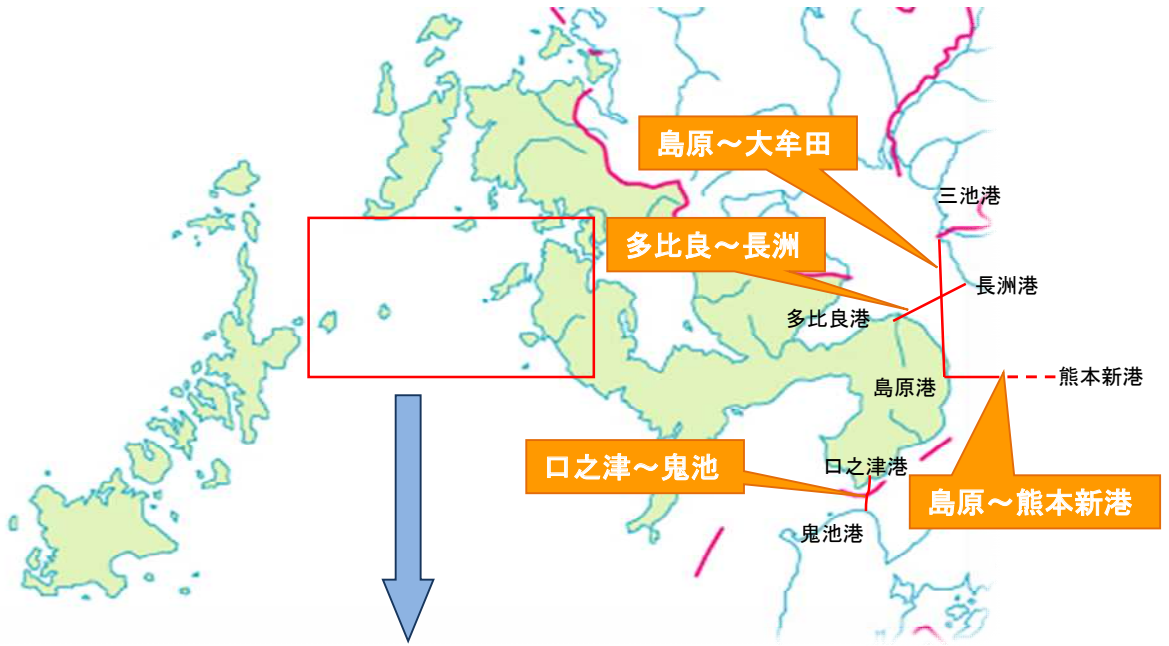 島原～大牟田
三池港
多比良～長洲
長洲港
多比良港
熊本新港
島原港
口之津～鬼池
口之津港
島原～熊本新港
鬼池港